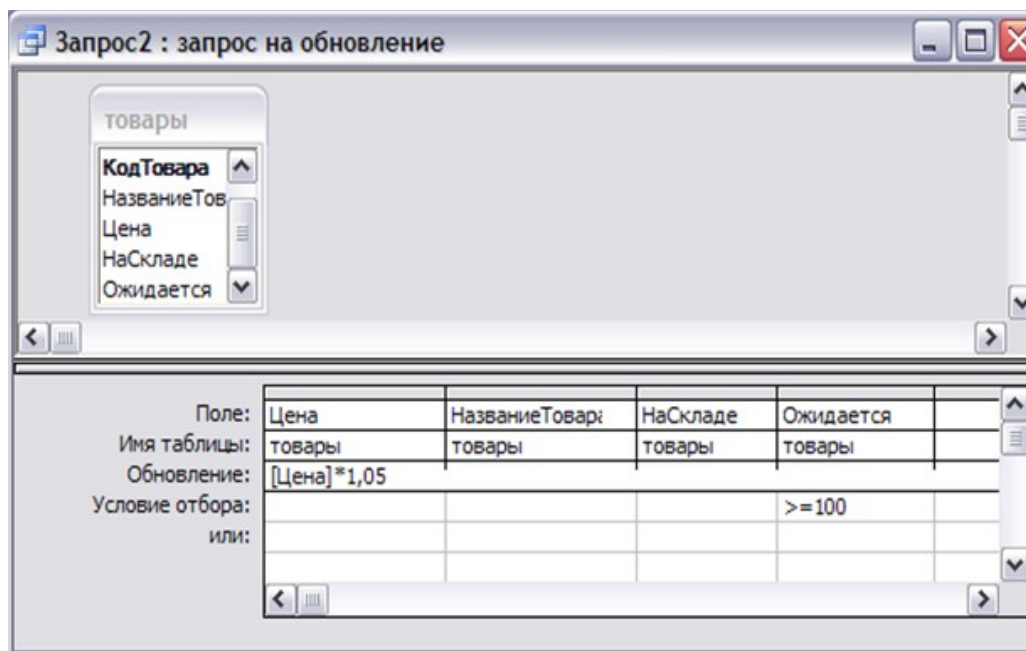 Запрос2 : запрос на обновление
товары
КодТовара
НазваниеТов
Цена
НаСкладе
Ожидается
Поле: Цена НазваниеТовара НаСкладе Ожидается
Имя таблицы: товары товары товары товары
Обновление: [Цена]*1,05
Условие отбора: >=100
или: